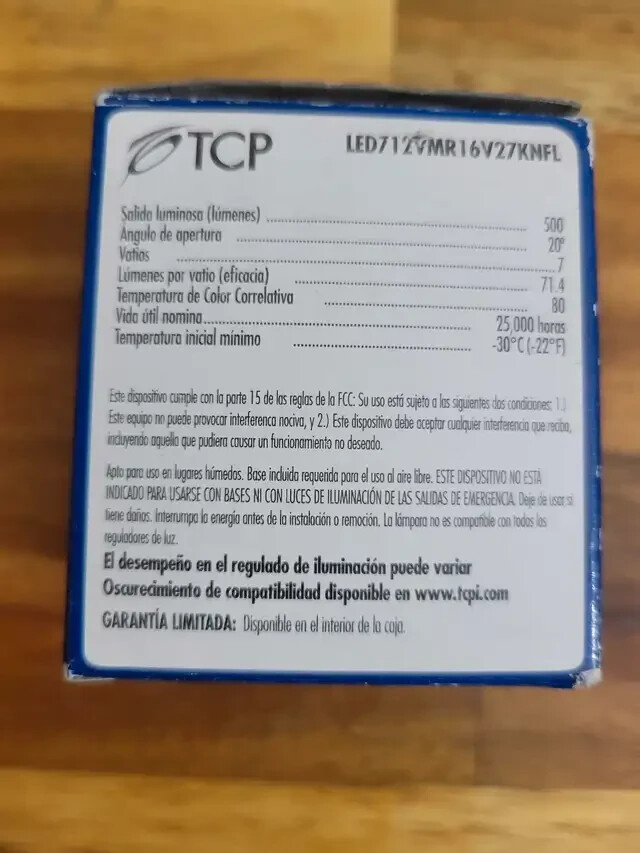 TCP
LED712VMR16V27KNFL
Salida luminosa (lúmenes) 500
Angulo de apertura 20°
Vatios 7
Lúmenes por vatio (eficacia) 71.4
Temperatura de Color Correlativa 80
Vida útil nomina 25,000 horas
Temperatura inicial mínimo -30°C (-22°F)
Este dispositivo cumple con la parte 15 de las reglas de la FCC: Su uso está sujeto a las siguientes dos condiciones: 1.)
Este equipo no puede provocar interferenca nociva, y 2.) Este dispositivo debe aceptar cualquier interferencia que reciba,
incluyendo aquella que pudiera causar un funcionamiento no deseado.
Apto para uso en lugares húmedos. Base incluida requerida para el uso al aire libre. ESTE DISPOSITIVO NO ESTÁ
INDICADO PARA USARSE CON BASES NI CON LUCES DE ILUMINACIÓN DE LAS SALIDAS DE EMERGENCIA. Deje de usar si
tiene daños. Interrumpa la energía antes de la instalación o remoción. La lámpara no es compatible con todos los
reguladores de luz.
El desempeño en el regulado de iluminación puede variar
Oscurecimiento de compatibilidad disponible en www.tcpi.com
GARANTÍA LIMITADA: Disponible en el interior de la caja.